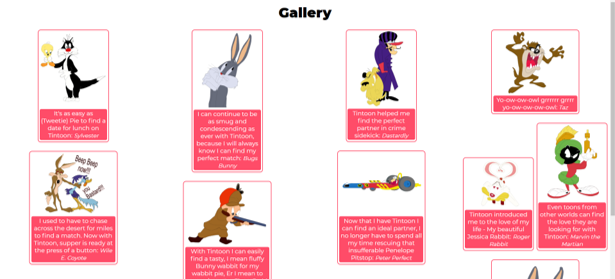 Gallery
It's as easy as
[Tweetie] Pie to find a
date for lunch on
Tintoon: Sylvester
I can continue to be
as smug and
condescending as
ever with Tintoon,
because I will always
know I can find my
perfect match: Bugs
Bunny
Tintoon helped me
find the perfect
partner in crime
sidekick: Dastardly
Yo-ow-ow-owl grrrrr grrr
yo-ow-ow-ow-owl: Taz
Beep Beep
now!!!
you
I used to have to chase
across the desert for miles
to find a match. Now with
Tintoon, supper is ready at
the press of a button: Wile
E. Coyote
With Tintoon I can easily
find a tasty, I mean fluffy
Bunny wabbit for my
wabbit pie, Er I mean to
Now that I have Tintoon I
can find an ideal partner, I
no longer have to spend all
my time rescuing that
insufferable Penelope
Pitstop: Peter Perfect
Tintoon introduced
me to the love of my
life - My beautiful
Jessica Rabbit: Roger
Rabbit
Even toons from
other worlds can find
the love they are
looking for with
Tintoon: Marvin the
Martian